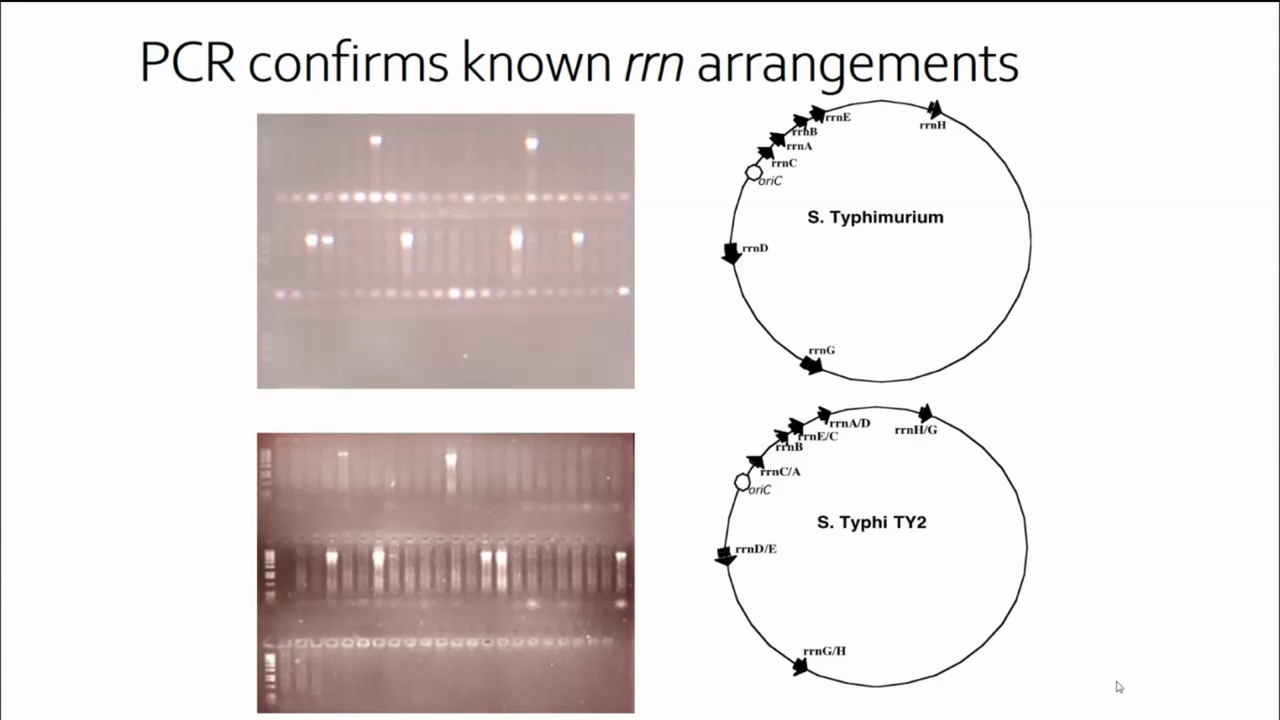 PCR confirms known rrn arrangements
rrnE
rrnH
rrnB
rrnA
rrnC
oriC
S. Typhimurium
rrnD
rrnG
rrnA/D
rrnH/G
rrnE/C
rrnB
rrnC/A
oriC
S. Typhi TY2
rrnD/E
rrnG/H